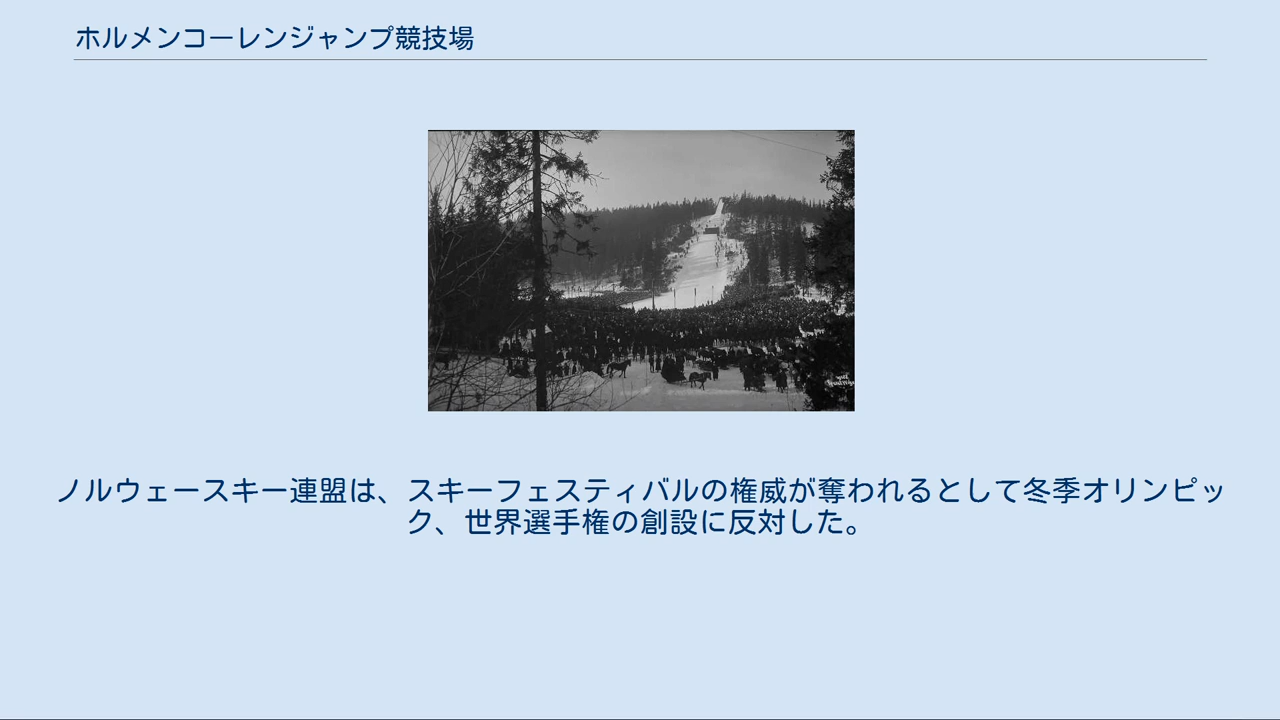 ホルメンコーレンジャンプ競技場
ノルウェースキー連盟は、スキーフェスティバルの権威が奪われるとして冬季オリンピッ
ク、世界選手権の創設に反対した。